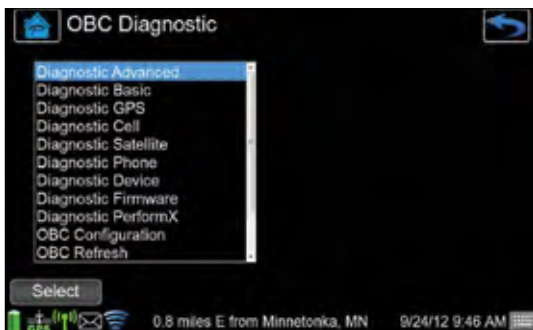 OBC Diagnostic
Diagnostic Advanced
Diagnostic Basic
Diagnostic GPS
Diagnostic Cell
Diagnostic Satellite
Diagnostic Phone
Diagnostic Device
Diagnostic Firmware
Diagnostic PerformX
OBC Configuration
OBC Refresh
Select
GPS
0.8 miles E from Minnetonka, MN 9/24/12 9:46 AM